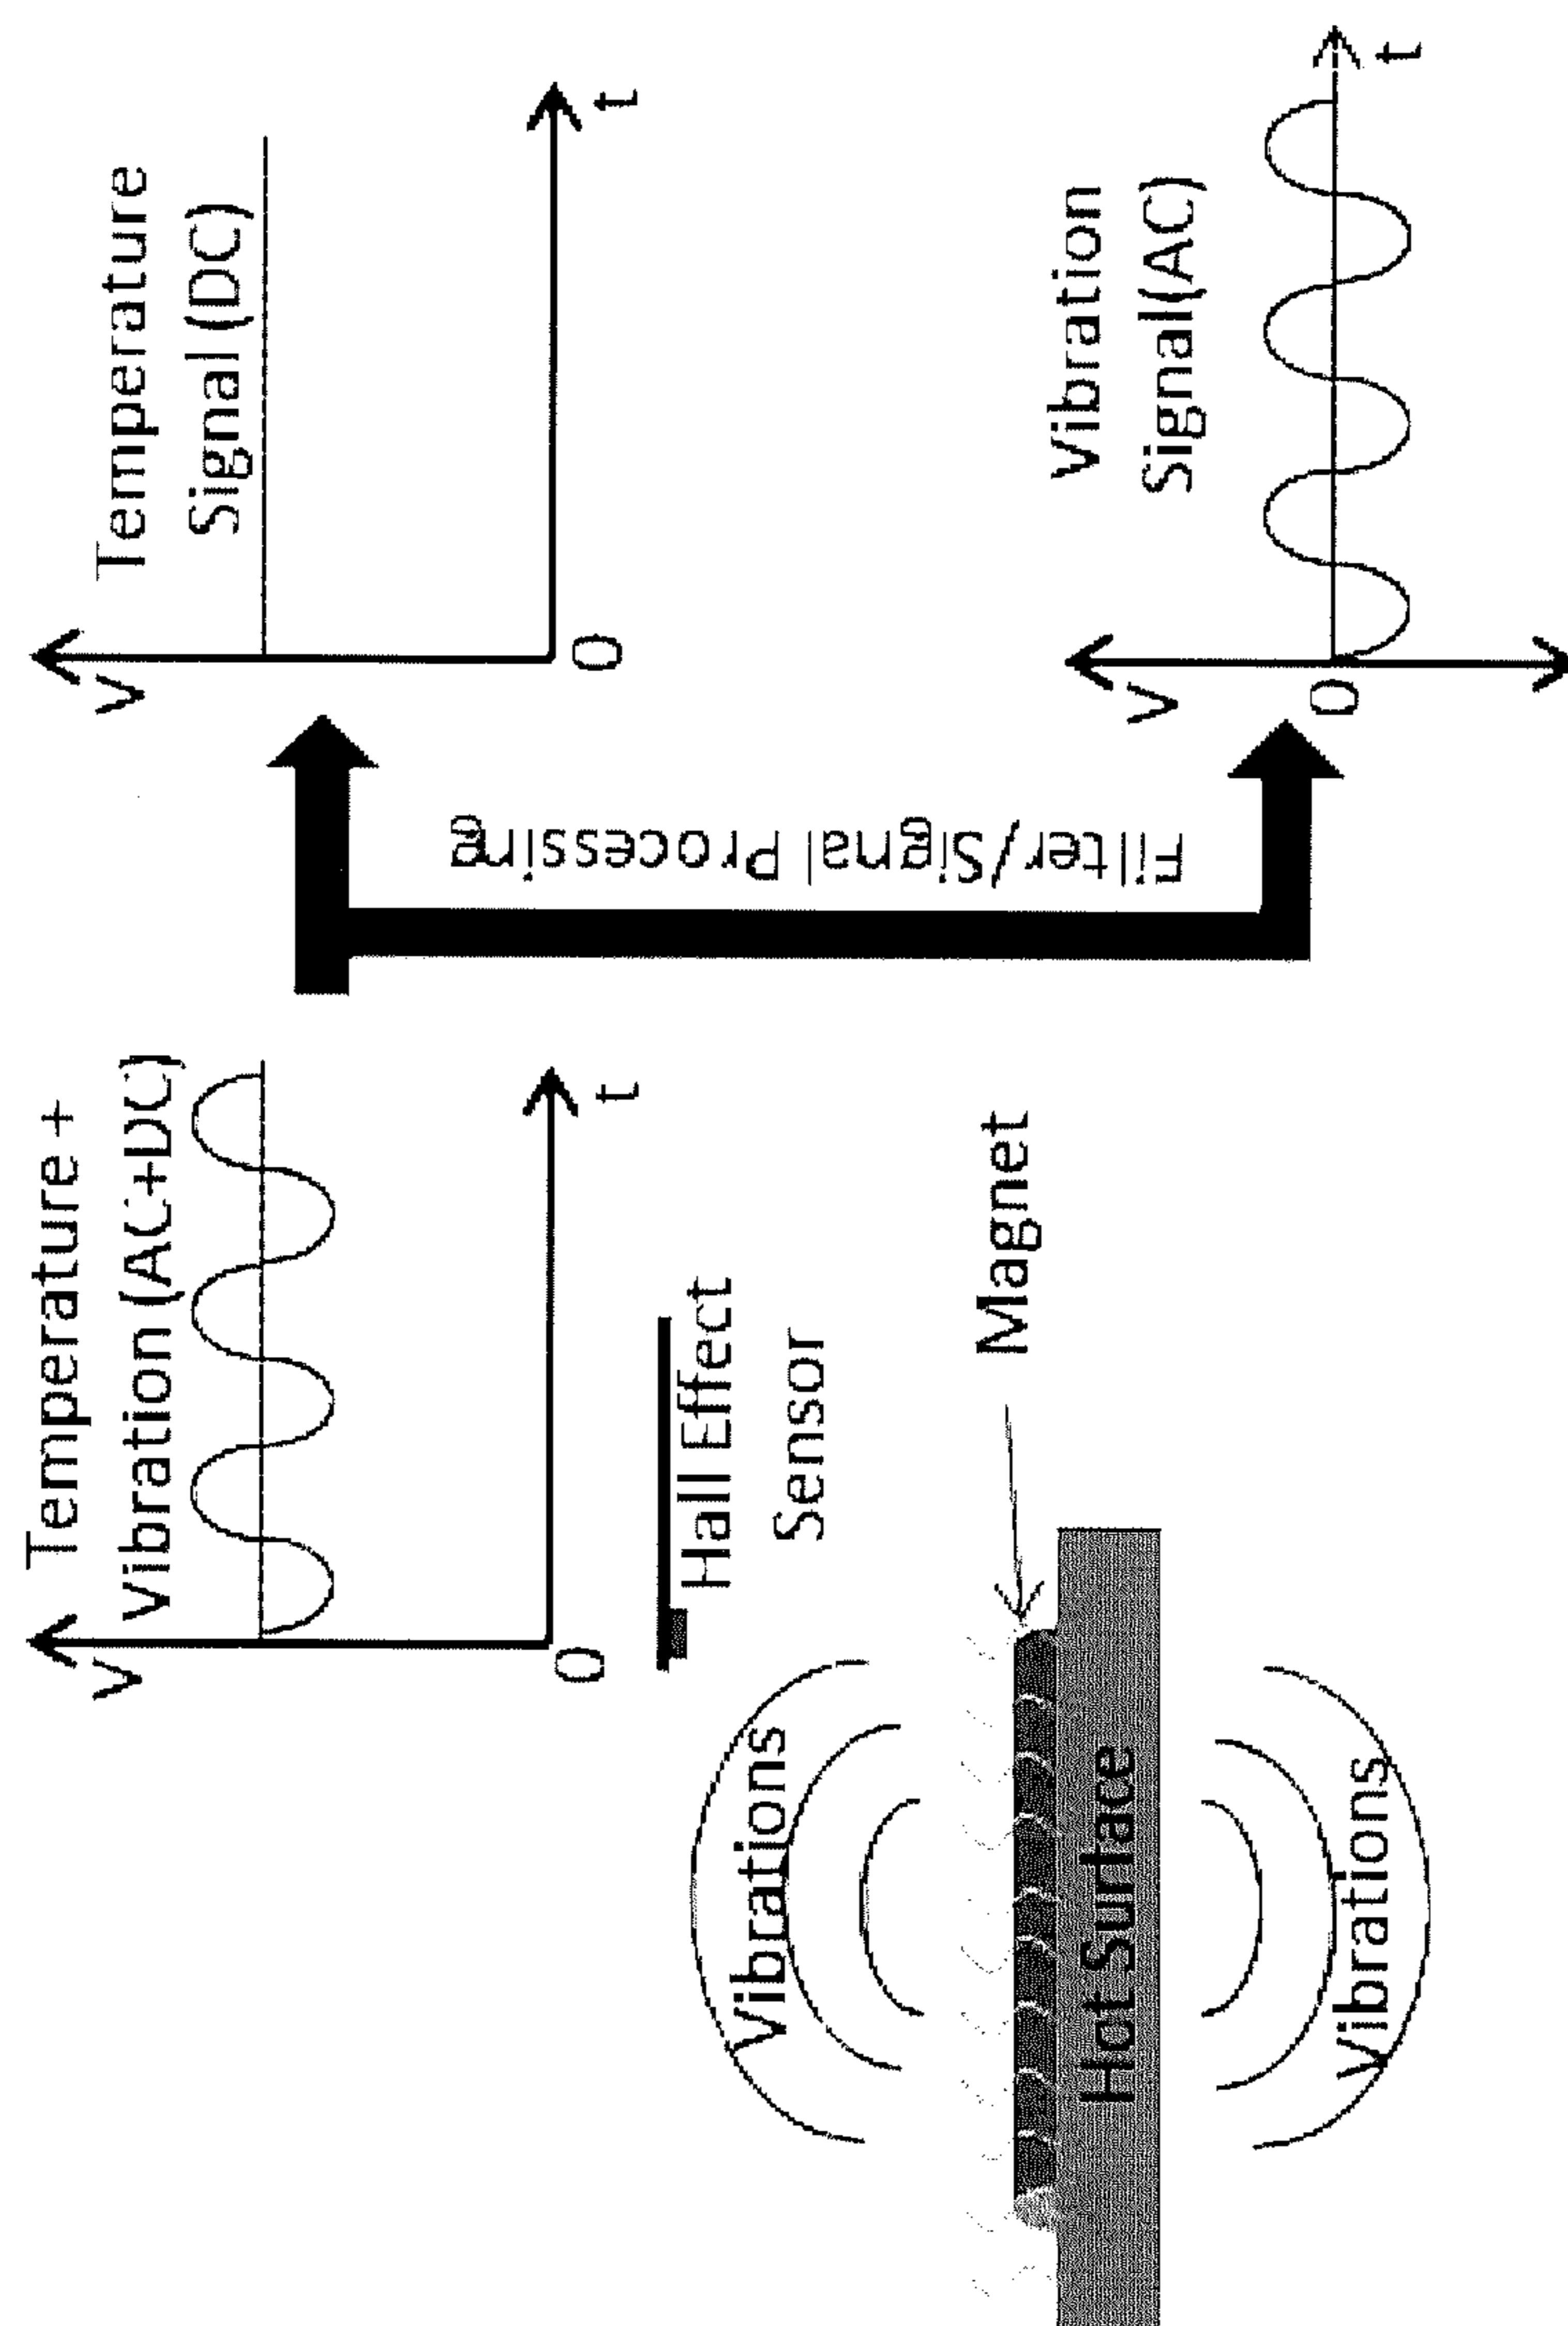 Temperature +
Vibration (AC+DC)
V
0
t
Hall Effect
Sensor
Vibrations
Magnet
Hot Surface
Vibrations
Filter/Signal Processing
Temperature
Signal (DC)
V
0
t
Vibration
Signal(AC)
V
0
t